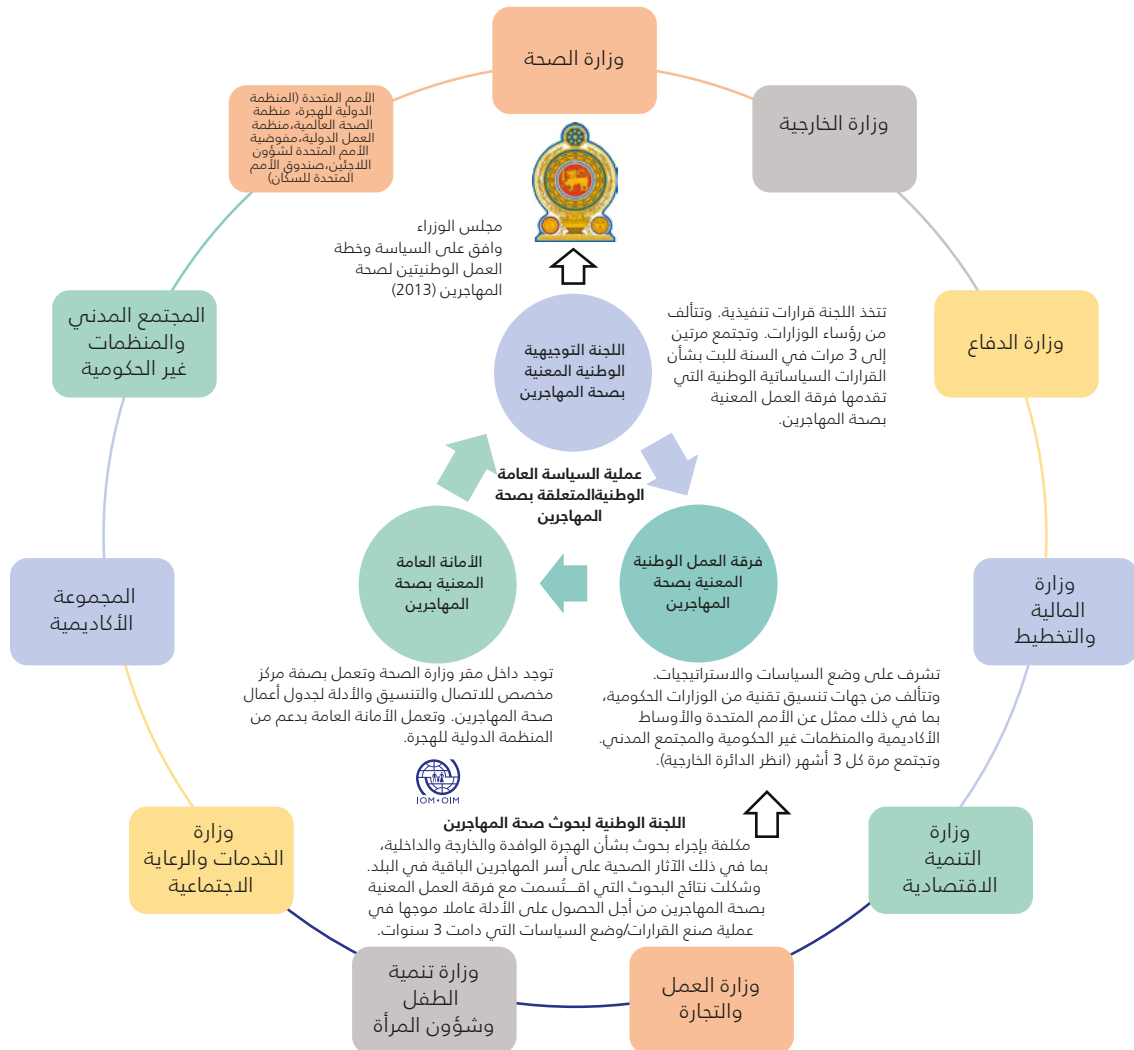 وزارة الصحة
وزارة الخارجية
الأمم المتحدة (المنظمة
الدولية للهجرة، منظمة
الصحة العالمية،منظمة
العمل الدولية،مفوضية
الأمم المتحدة لشؤون
اللاجئين،صندوق الأمم
المتحدة للسكان)
مجلس الوزراء
وافق على السياسة وخطة
العمل الوطنيتين لصحة
المهاجرين (2013)
وزارة الدفاع
تتخذ اللجنة قرارات تنفيذية. وتتألف
من رؤساء الوزارات. وتجتمع مرتين
إلى 3 مرات في السنة للبت بشأن
القرارات السياساتية الوطنية التي
تقدمها فرقة العمل المعنية
بصحة المهاجرين.
اللجنة التوجيهية
الوطنية المعنية
بصحة المهاجرين
المجتمع المدني
والمنظمات
غير الحكومية
عملية السياسة العامة
الوطنيةالمتعلقة بصحة
المهاجرين
فرقة العمل الوطنية
المعنية بصحة
المهاجرين
الأمانة العامة
المعنية بصحة
المهاجرين
وزارة
المالية
والتخطيط
المجموعة
الأكاديمية
تشرف على وضع السياسات والاستراتيجيات.
وتتألف من جهات تنسيق تقنية من الوزارات الحكومية،
بما في ذلك ممثل عن الأمم المتحدة والأوساط
الأكاديمية والمنظمات غير الحكومية والمجتمع المدني.
وتجتمع مرة كل 3 أشهر (انظر الدائرة الخارجية).
توجد داخل مقر وزارة الصحة وتعمل بصفة مركز
مخصص للاتصال والتنسيق والأدلة لجدول أعمال
صحة المهاجرين. وتعمل الأمانة العامة بدعم من
المنظمة الدولية للهجرة.
IOM•OIM
اللجنة الوطنية لبحوث صحة المهاجرين
مكلفة بإجراء بحوث بشأن الهجرة الوافدة والخارجة والداخلية،
بما في ذلك الآثار الصحية على أسر المهاجرين الباقية في البلد.
وشكلت نتائج البحوث التي اقــتُسمت مع فرقة العمل المعنية
بصحة المهاجرين من أجل الحصول على الأدلة عاملا موجها في
عملية صنع القرارات/وضع السياسات التي دامت 3 سنوات.
وزارة
التنمية
الاقتصادية
وزارة
الخدمات والرعاية
الاجتماعية
وزارة العمل
والتجارة
وزارة تنمية
الطفل
وشؤون المرأة